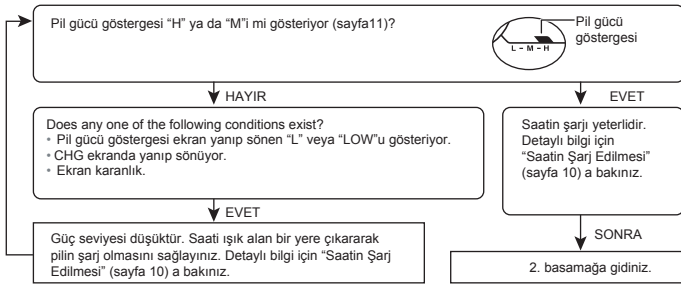 Pil gücü göstergesi “H” ya da “M”i mi gösteriyor (sayfa11)?
Pil gücü
göstergesi
L - M - H
HAYIR
EVET
Does any one of the following conditions exist?
• Pil gücü göstergesi ekran yanıp sönen “L” veya “LOW”u gösteriyor.
• CHG ekranda yanıp sönüyor.
• Ekran karanlık.
Saatin şarjı yeterlidir.
Detaylı bilgi için
“Saatin Şarj Edilmesi”
(sayfa 10) a bakınız.
EVET
SONRA
Güç seviyesi düşüktür. Saati ışık alan bir yere çıkararak
pilin şarj olmasını sağlayınız. Detaylı bilgi için “Saatin Şarj
Edilmesi” (sayfa 10) a bakınız.
2. basamağa gidiniz.